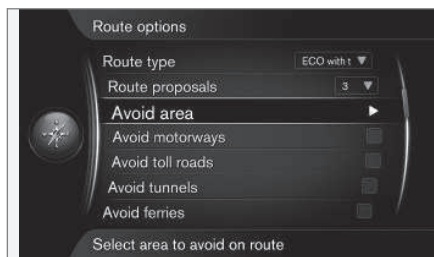 Route options
Route type ECO with t
Route proposals 3
Avoid area
Avoid motorways
Avoid toll roads
Avoid tunnels
Avoid ferries
Select area to avoid on route